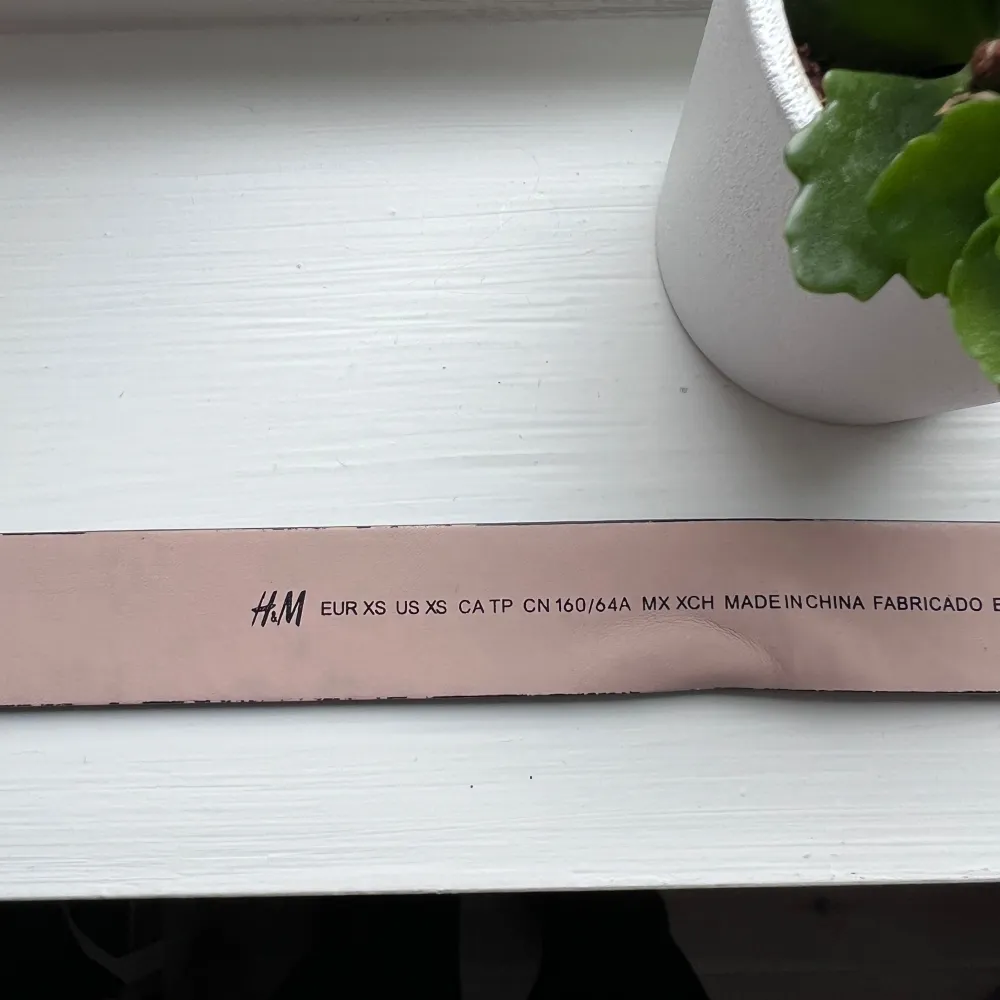 H&M EUR XS US XS CA TP CN 160/64A MX XCH MADE IN CHINA FABRICADO